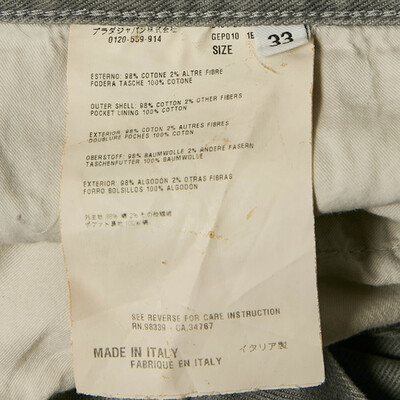 プラダジャパン株式会社
0120-559-914
GEP010
SIZE 33
ESTERNO: 98% COTONE 2% ALTRE FIBRE
FODERA TASCHE 100% COTONE
OUTER SHELL: 98% COTTON 2% OTHER FIBERS
POCKET LINING 100% COTTON
EXTERIOR: 98% COTON 2% AUTRES FIBRES
DOUBLURE POCHES 100% COTON
OBERSTOFF: 98% BAUMWOLLE 2% ANDERE FASERN
TASCHENFUTTER 100% BAUMWOLLE
EXTERIOR: 98% ALGODON 2% OTRAS FIBRAS
FORRO BOLSILLOS 100% ALGODON
SEE REVERSE FOR CARE INSTRUCTION
RN.98339 - CA.34767
MADE IN ITALY イタリア製
FABRIQUÉ EN ITALY